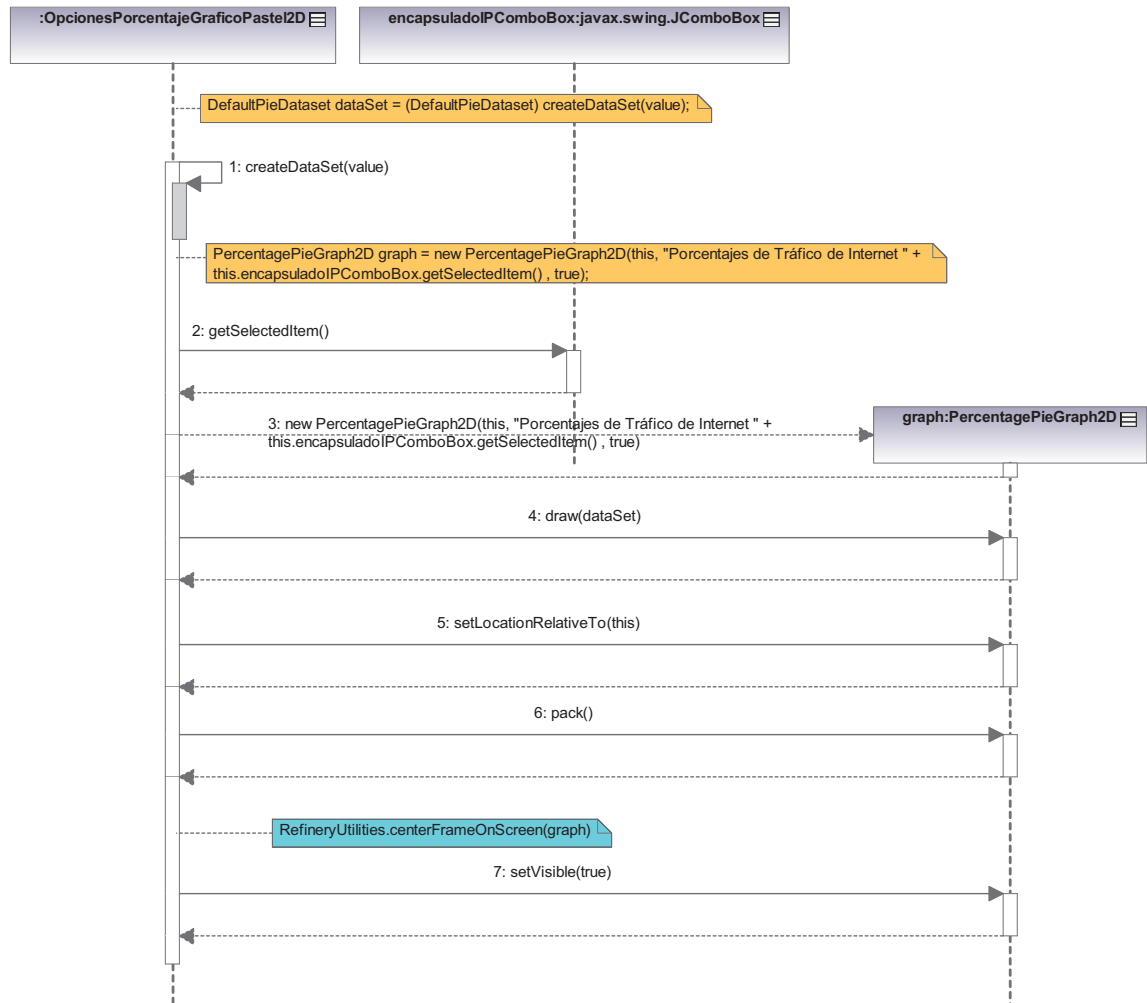 :OpcionesPorcentajeGraficoPastel2D
encapsuladoIPComboBox:javax.swing.JComboBox
DefaultPieDataset dataSet = (DefaultPieDataset) createDataSet(value);
1: createDataSet(value)
PercentagePieGraph2D graph = new PercentagePieGraph2D(this, "Porcentajes de Tráfico de Internet " +
this.encapsuladoIPComboBox.getSelectedItem() , true);
2: getSelectedItem()
graph:PercentagePieGraph2D
3: new PercentagePieGraph2D(this, "Porcentajes de Tráfico de Internet " +
this.encapsuladoIPComboBox.getSelectedItem() , true)
4: draw(dataSet)
5: setLocationRelativeTo(this)
6: pack()
RefineryUtilities.centerFrameOnScreen(graph)
7: setVisible(true)